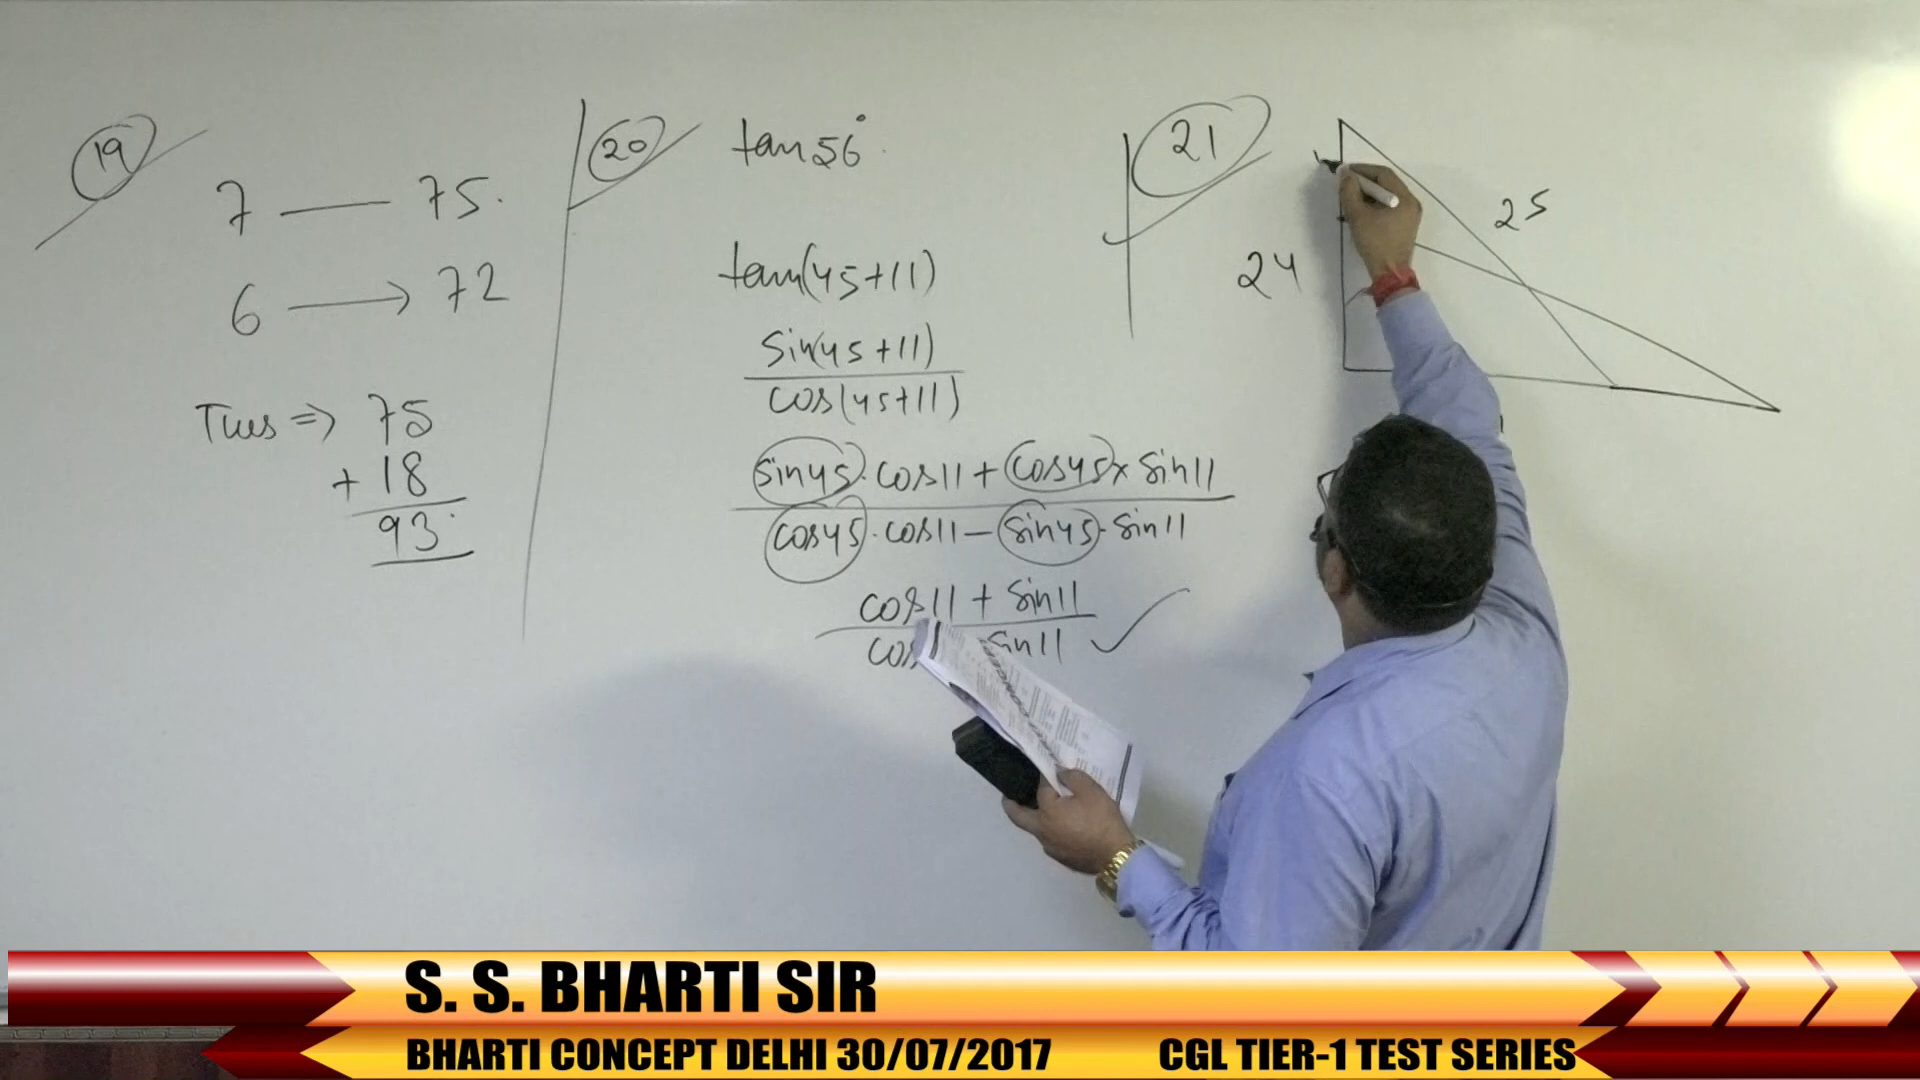 19
7 — 75.
6 → 72
Tues ⇒ 75
+ 18
93
20
tan 56°
tan(45+11)
sin(45+11)
cos(45+11)
sin45 · cos11 + cos45 × sin11
cos45 · cos11 – sin45 · sin11
cos11 + sin11
cos sin11 ✓
21
25
24
S. S. BHARTI SIR
BHARTI CONCEPT DELHI 30/07/2017 CGL TIER-1 TEST SERIES